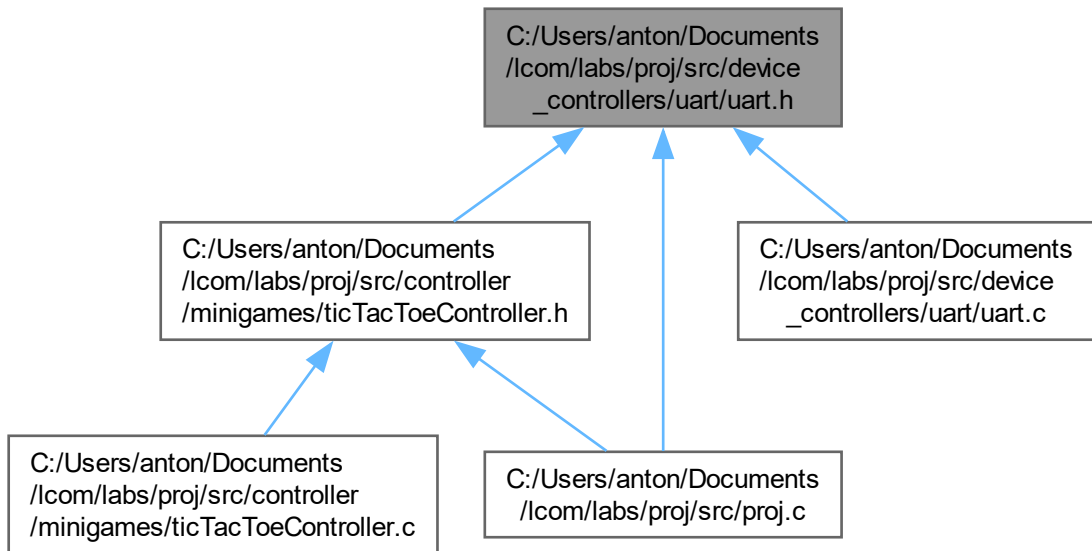 C:/Users/anton/Documents
/lcom/labs/proj/src/device
_controllers/uart/uart.h
C:/Users/anton/Documents
/lcom/labs/proj/src/controller
/minigames/ticTacToeController.h
C:/Users/anton/Documents
/lcom/labs/proj/src/device
_controllers/uart/uart.c
C:/Users/anton/Documents
/lcom/labs/proj/src/controller
/minigames/ticTacToeController.c
C:/Users/anton/Documents
/lcom/labs/proj/src/proj.c